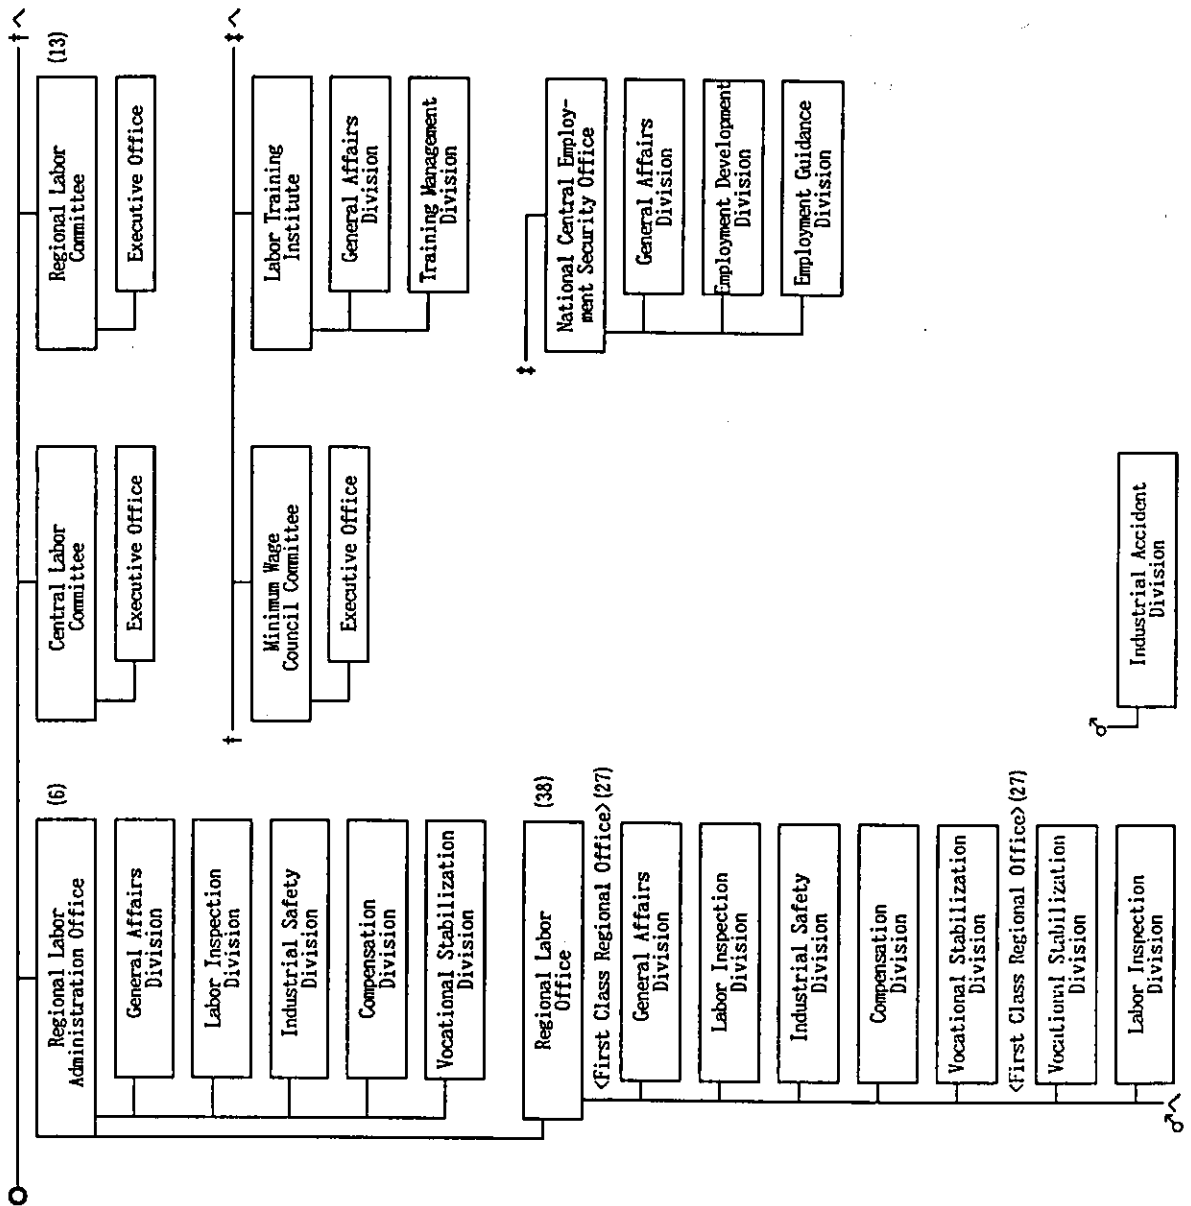 Regional Labor
Administration Office
(6)
General Affairs
Division
Labor Inspection
Division
Industrial Safety
Division
Compensation
Division
Vocational Stabilization
Division
Regional Labor
Office
(38)
<First Class Regional Office>(27)
General Affairs
Division
Labor Inspection
Division
Industrial Safety
Division
Compensation
Division
Vocational Stabilization
Division
<First Class Regional Office>(27)
Vocational Stabilization
Division
Labor Inspection
Division
♂
Central Labor
Committee
Executive Office
†
Minimum Wage
Council Committee
Executive Office
♂
Industrial Accident
Division
†
Regional Labor
Committee
(13)
Executive Office
‡
Labor Training
Institute
General Affairs
Division
Training Management
Division
‡
National Central Employ-
ment Security Office
General Affairs
Division
Employment Development
Division
Employment Guidance
Division